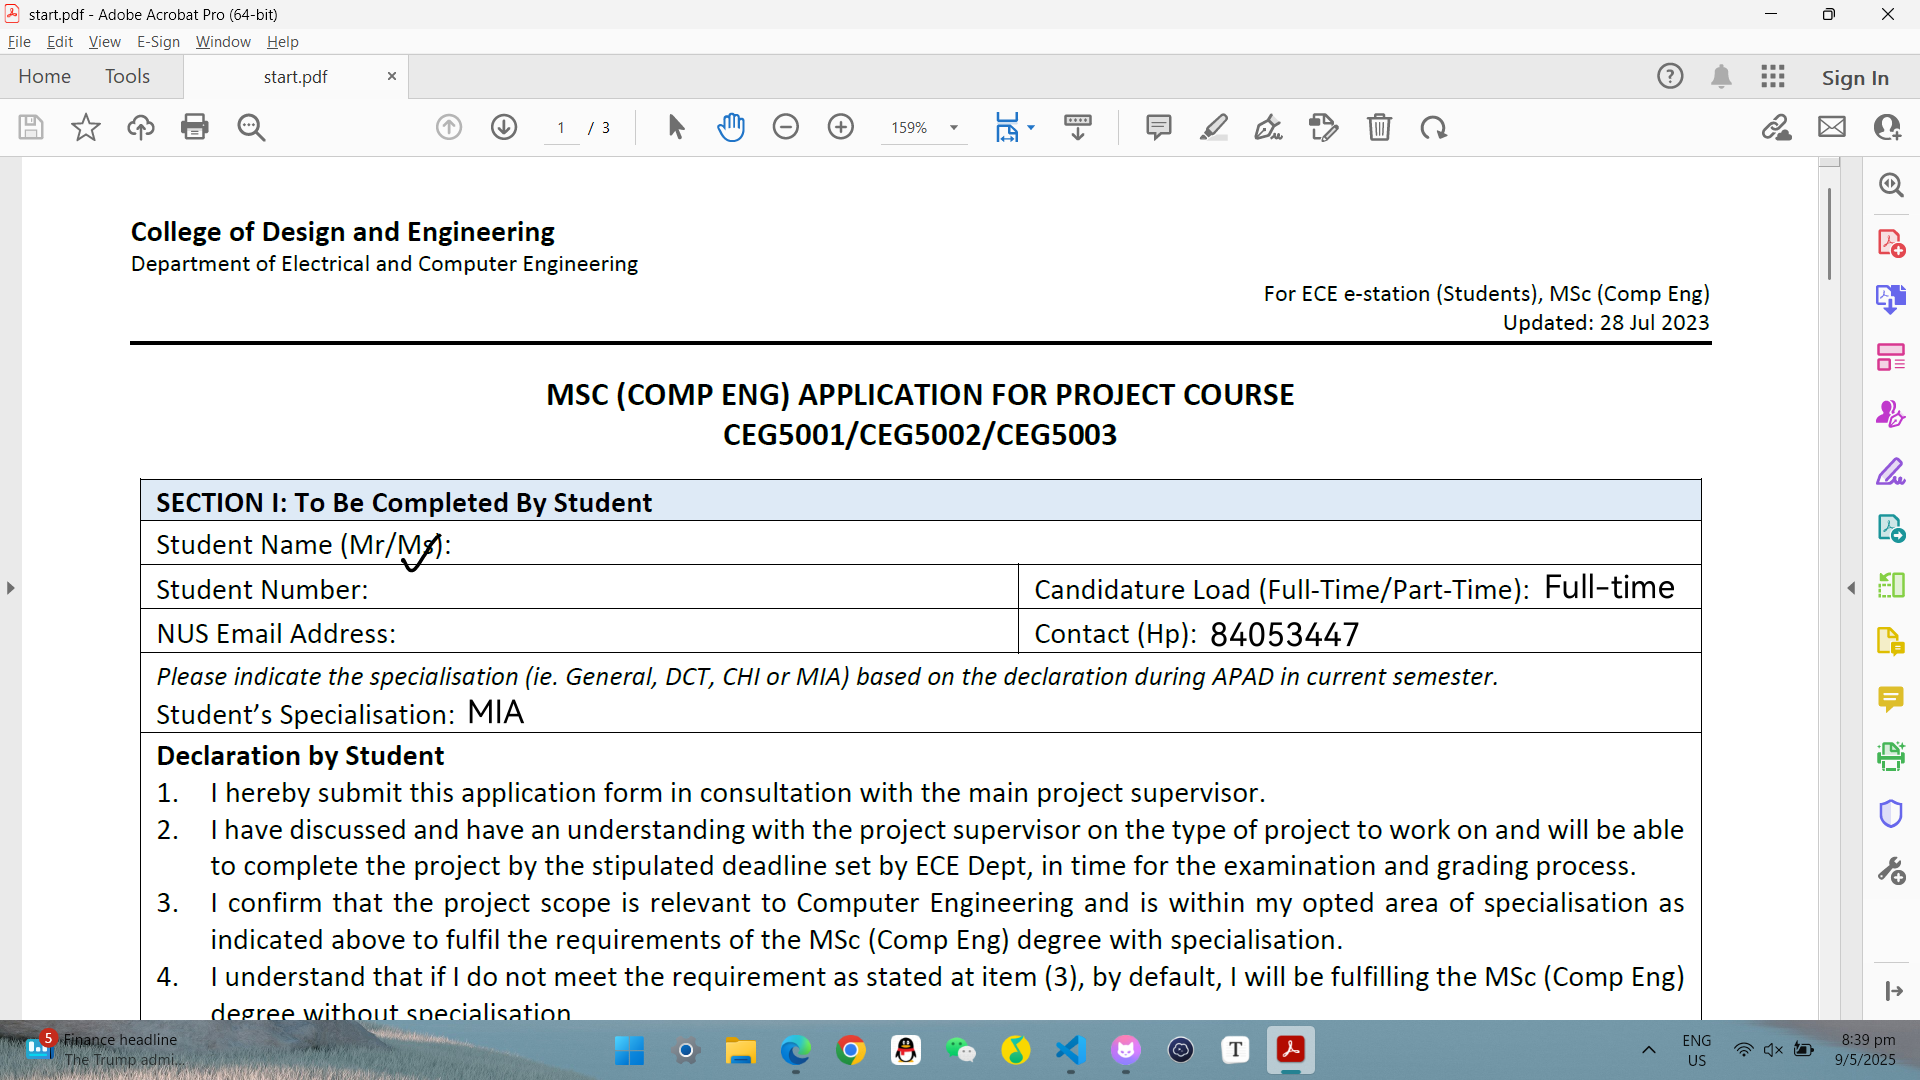 start.pdf - Adobe Acrobat Pro (64-bit)
File Edit View E-Sign Window Help
Home Tools start.pdf × Sign In
1 / 3 159%
College of Design and Engineering
Department of Electrical and Computer Engineering
For ECE e-station (Students), MSc (Comp Eng)
Updated: 28 Jul 2023
MSC (COMP ENG) APPLICATION FOR PROJECT COURSE
CEG5001/CEG5002/CEG5003
SECTION I: To Be Completed By Student
Student Name (Mr/Ms):
Student Number: Candidature Load (Full-Time/Part-Time): Full-time
NUS Email Address: Contact (Hp): 84053447
Please indicate the specialisation (ie. General, DCT, CHI or MIA) based on the declaration during APAD in current semester.
Student’s Specialisation: MIA
Declaration by Student
1. I hereby submit this application form in consultation with the main project supervisor.
2. I have discussed and have an understanding with the project supervisor on the type of project to work on and will be able
to complete the project by the stipulated deadline set by ECE Dept, in time for the examination and grading process.
3. I confirm that the project scope is relevant to Computer Engineering and is within my opted area of specialisation as
indicated above to fulfil the requirements of the MSc (Comp Eng) degree with specialisation.
4. I understand that if I do not meet the requirement as stated at item (3), by default, I will be fulfilling the MSc (Comp Eng)
degree without specialisation
5 Finance headline
The Trump admi...
T
ENG
US
8:39 pm
9/5/2025